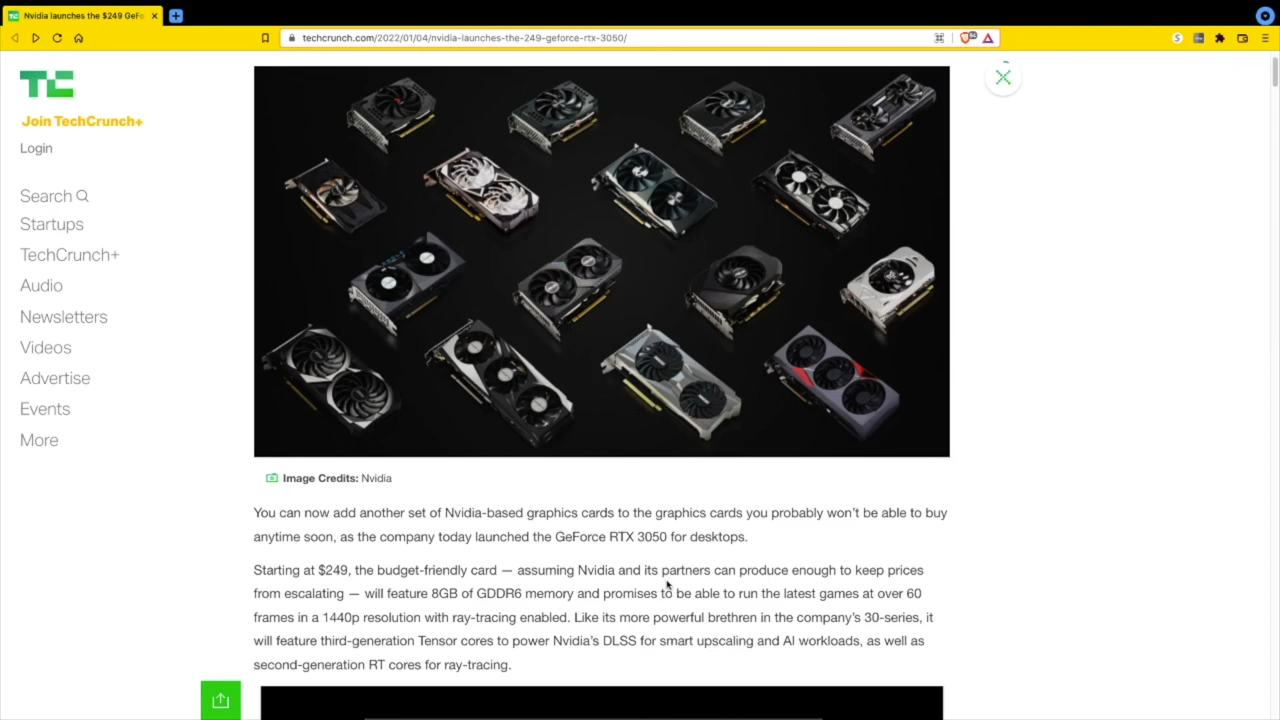 Nvidia launches the $249 GeFo
techcrunch.com/2022/01/04/nvidia-launches-the-249-geforce-rtx-3050/
TC
Join TechCrunch+
Login
Search
Startups
TechCrunch+
Audio
Newsletters
Videos
Advertise
Events
More
Image Credits: Nvidia
You can now add another set of Nvidia-based graphics cards to the graphics cards you probably won’t be able to buy
anytime soon, as the company today launched the GeForce RTX 3050 for desktops.
Starting at $249, the budget-friendly card — assuming Nvidia and its partners can produce enough to keep prices
from escalating — will feature 8GB of GDDR6 memory and promises to be able to run the latest games at over 60
frames in a 1440p resolution with ray-tracing enabled. Like its more powerful brethren in the company’s 30-series, it
will feature third-generation Tensor cores to power Nvidia’s DLSS for smart upscaling and AI workloads, as well as
second-generation RT cores for ray-tracing.